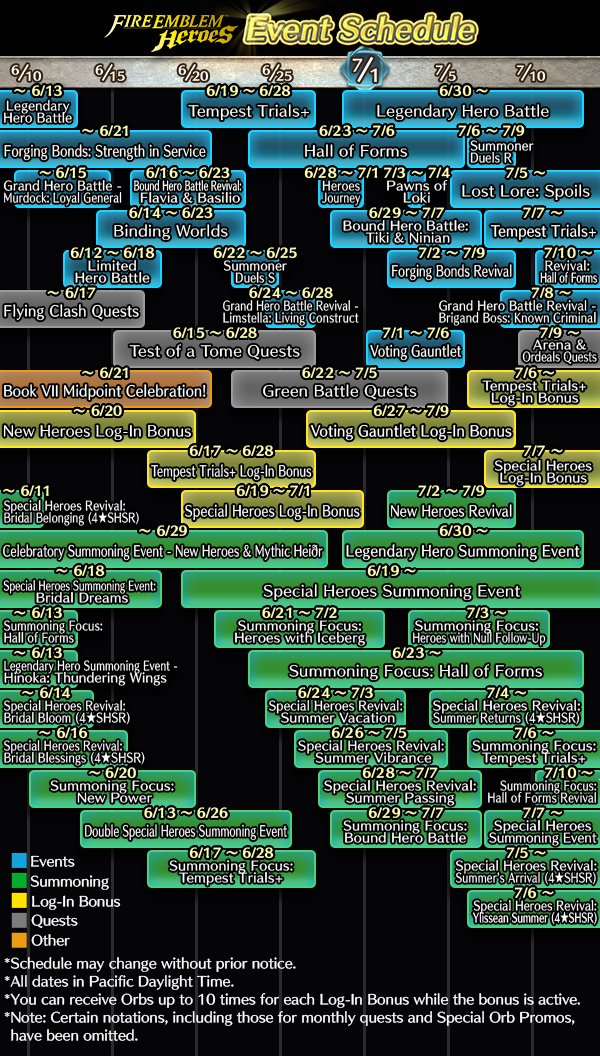 FIRE EMBLEM
Heroes
Event Schedule
6/10 6/15 6/20 6/25 7/1 7/5 7/10
~ 6/13
Legendary
Hero Battle
6/19 ~ 6/28
Tempest Trials+
6/30 ~
Legendary Hero Battle
~ 6/21
Forging Bonds: Strength in Service
6/23 ~ 7/6
Hall of Forms
7/6 ~ 7/9
Summoner
Duels R
~ 6/15
Grand Hero Battle -
Murdock: Loyal General
6/16 ~ 6/23
Bound Hero Battle Revival:
Flavia & Basilio
6/28 ~ 7/1
Heroes
Journey
7/3 ~ 7/4
Pawns of
Loki
7/5 ~
Lost Lore: Spoils
6/14 ~ 6/23
Binding Worlds
6/29 ~ 7/7
Bound Hero Battle:
Tiki & Ninian
7/7 ~
Tempest Trials+
6/12 ~ 6/18
Limited
Hero Battle
6/22 ~ 6/25
Summoner
Duels S
7/2 ~ 7/9
Forging Bonds Revival
7/10 ~
Revival:
Hall of Forms
~ 6/17
Flying Clash Quests
6/24 ~ 6/28
Grand Hero Battle Revival -
Limstella: Living Construct
7/8 ~
Grand Hero Battle Revival -
Brigand Boss: Known Criminal
6/15 ~ 6/28
Test of a Tome Quests
7/1 ~ 7/6
Voting Gauntlet
7/9 ~
Arena &
Ordeals Quests
~ 6/21
Book VII Midpoint Celebration!
6/22 ~ 7/5
Green Battle Quests
7/6 ~
Tempest Trials+
Log-In Bonus
~ 6/20
New Heroes Log-In Bonus
6/27 ~ 7/9
Voting Gauntlet Log-In Bonus
6/17 ~ 6/28
Tempest Trials+ Log-In Bonus
7/7 ~
Special Heroes
Log-In Bonus
~ 6/11
Special Heroes Revival:
Bridal Belonging (4★SHSR)
6/19 ~ 7/1
Special Heroes Log-In Bonus
7/2 ~ 7/9
New Heroes Revival
~ 6/29
Celebratory Summoning Event - New Heroes & Mythic Heiðr
6/30 ~
Legendary Hero Summoning Event
~ 6/18
Special Heroes Summoning Event:
Bridal Dreams
6/19 ~
Special Heroes Summoning Event
~ 6/13
Summoning Focus:
Hall of Forms
6/21 ~ 7/2
Summoning Focus:
Heroes with Iceberg
7/3 ~
Summoning Focus:
Heroes with Null Follow-Up
~ 6/13
Legendary Hero Summoning Event -
Hinoka: Thundering Wings
6/23 ~
Summoning Focus: Hall of Forms
~ 6/14
Special Heroes Revival:
Bridal Bloom (4★SHSR)
6/24 ~ 7/3
Special Heroes Revival:
Summer Vacation
7/4 ~
Special Heroes Revival:
Summer Returns (4★SHSR)
~ 6/16
Special Heroes Revival:
Bridal Blessings (4★SHSR)
6/26 ~ 7/5
Special Heroes Revival:
Summer Vibrance
7/6 ~
Summoning Focus:
Tempest Trials+
~ 6/20
Summoning Focus:
New Power
6/28 ~ 7/7
Special Heroes Revival:
Summer Passing
7/10 ~
Summoning Focus:
Hall of Forms Revival
6/13 ~ 6/26
Double Special Heroes Summoning Event
6/29 ~ 7/7
Summoning Focus:
Bound Hero Battle
7/7 ~
Special Heroes
Summoning Event
6/17 ~ 6/28
Summoning Focus:
Tempest Trials+
7/5 ~
Special Heroes Revival:
Summer's Arrival (4★SHSR)
7/6 ~
Special Heroes Revival:
Ylissean Summer (4★SHSR)
Events
Summoning
Log-In Bonus
Quests
Other
*Schedule may change without prior notice.
*All dates in Pacific Daylight Time.
*You can receive Orbs up to 10 times for each Log-In Bonus while the bonus is active.
*Note: Certain notations, including those for monthly quests and Special Orb Promos,
have been omitted.